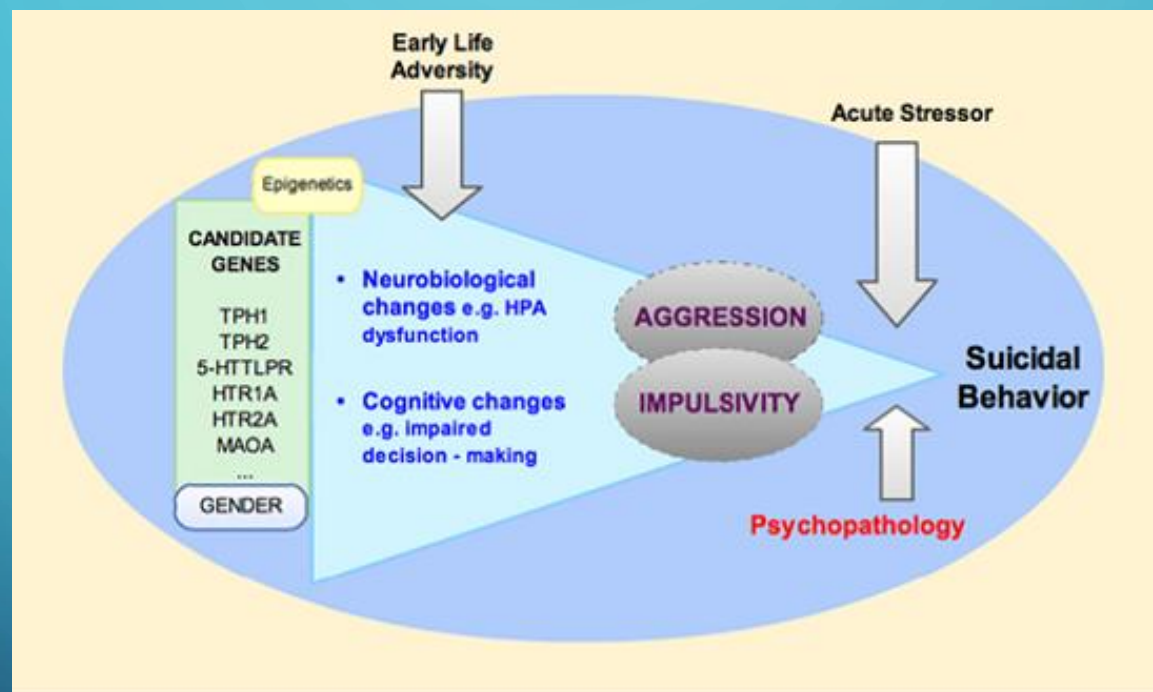 Early Life
Adversity
Acute Stressor
Epigenetics
CANDIDATE
GENES
TPH1
TPH2
5-HTTLPR
HTR1A
HTR2A
MAOA
...
GENDER
• Neurobiological
changes e.g. HPA
dysfunction
• Cognitive changes
e.g. impaired
decision - making
AGGRESSION
IMPULSIVITY
Suicidal
Behavior
Psychopathology